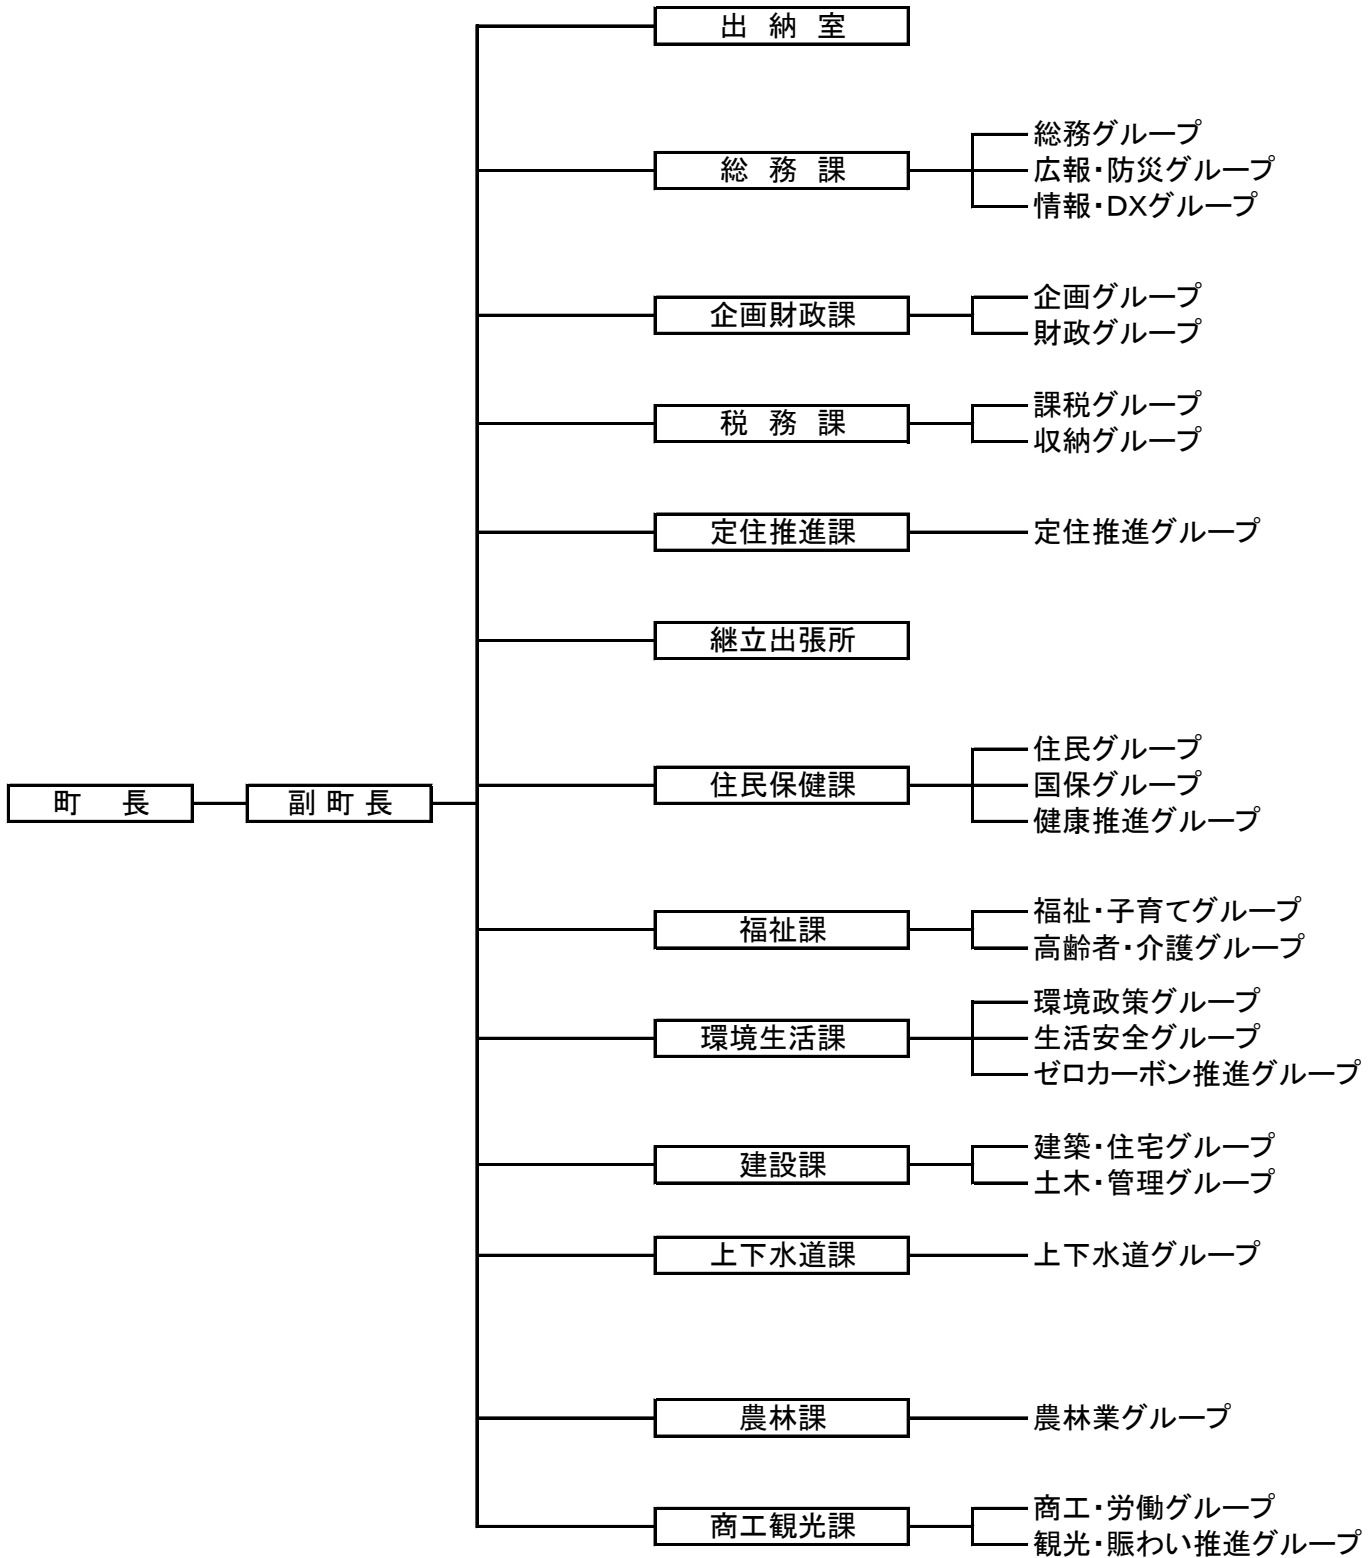 出 納 室
総務グループ
総 務 課
広報・防災グループ
情報・DXグループ
企画グループ
企画財政課
財政グループ
課税グループ
税 務 課
収納グループ
定住推進課
定住推進グループ
継立出張所
住民グループ
住民保健課
国保グループ
町 長
副 町 長
健康推進グループ
福祉・子育てグループ
福祉課
高齢者・介護グループ
環境政策グループ
環境生活課
生活安全グループ
ゼロカーボン推進グループ
建築・住宅グループ
建設課
土木・管理グループ
上下水道課
上下水道グループ
農林課
農林業グループ
商工・労働グループ
商工観光課
観光・賑わい推進グループ